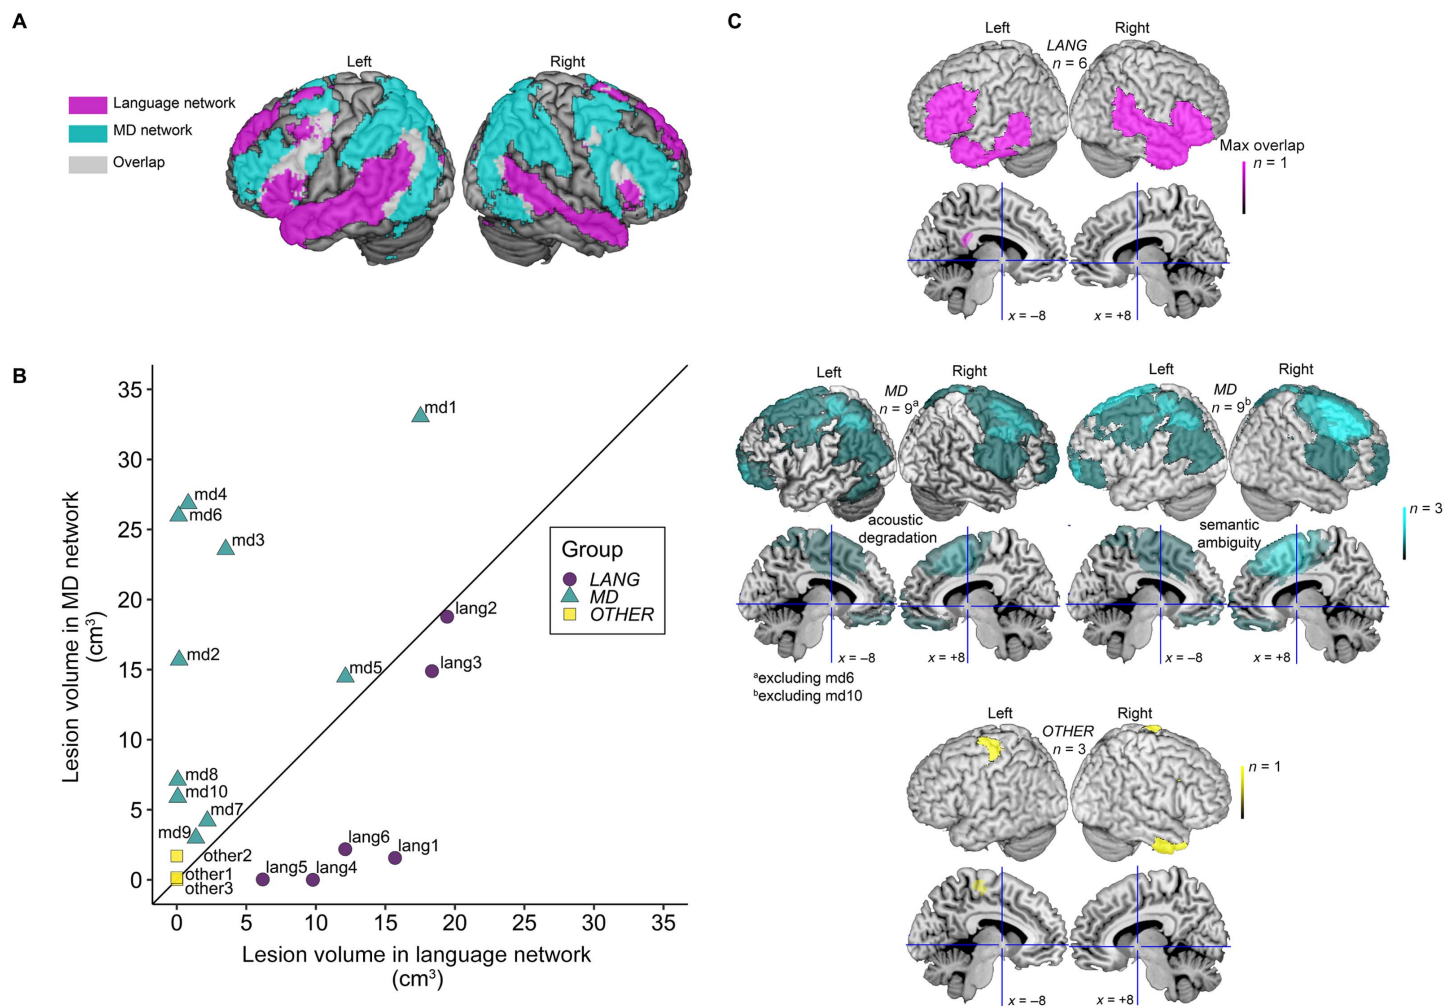 A
Left
Right
Language network
MD network
Overlap
B
Lesion volume in MD network
(cm³)
35
30
25
20
15
10
5
0
md1
md4
md6
md3
md2
md5
lang2
lang3
md8
md10
md7
md9
other2
other1
other3
lang6
lang1
lang5
lang4
Group
LANG
MD
OTHER
0
5
10
15
20
25
30
35
Lesion volume in language network
(cm³)
C
Left
Right
LANG
n = 6
Max overlap
n = 1
x = –8
x = +8
Left
Right
MD
n = 9ᵃ
acoustic
degradation
x = –8
x = +8
Left
Right
MD
n = 9ᵇ
semantic
ambiguity
n = 3
x = –8
x = +8
ᵃexcluding md6
ᵇexcluding md10
Left
Right
OTHER
n = 3
n = 1
x = –8
x = +8